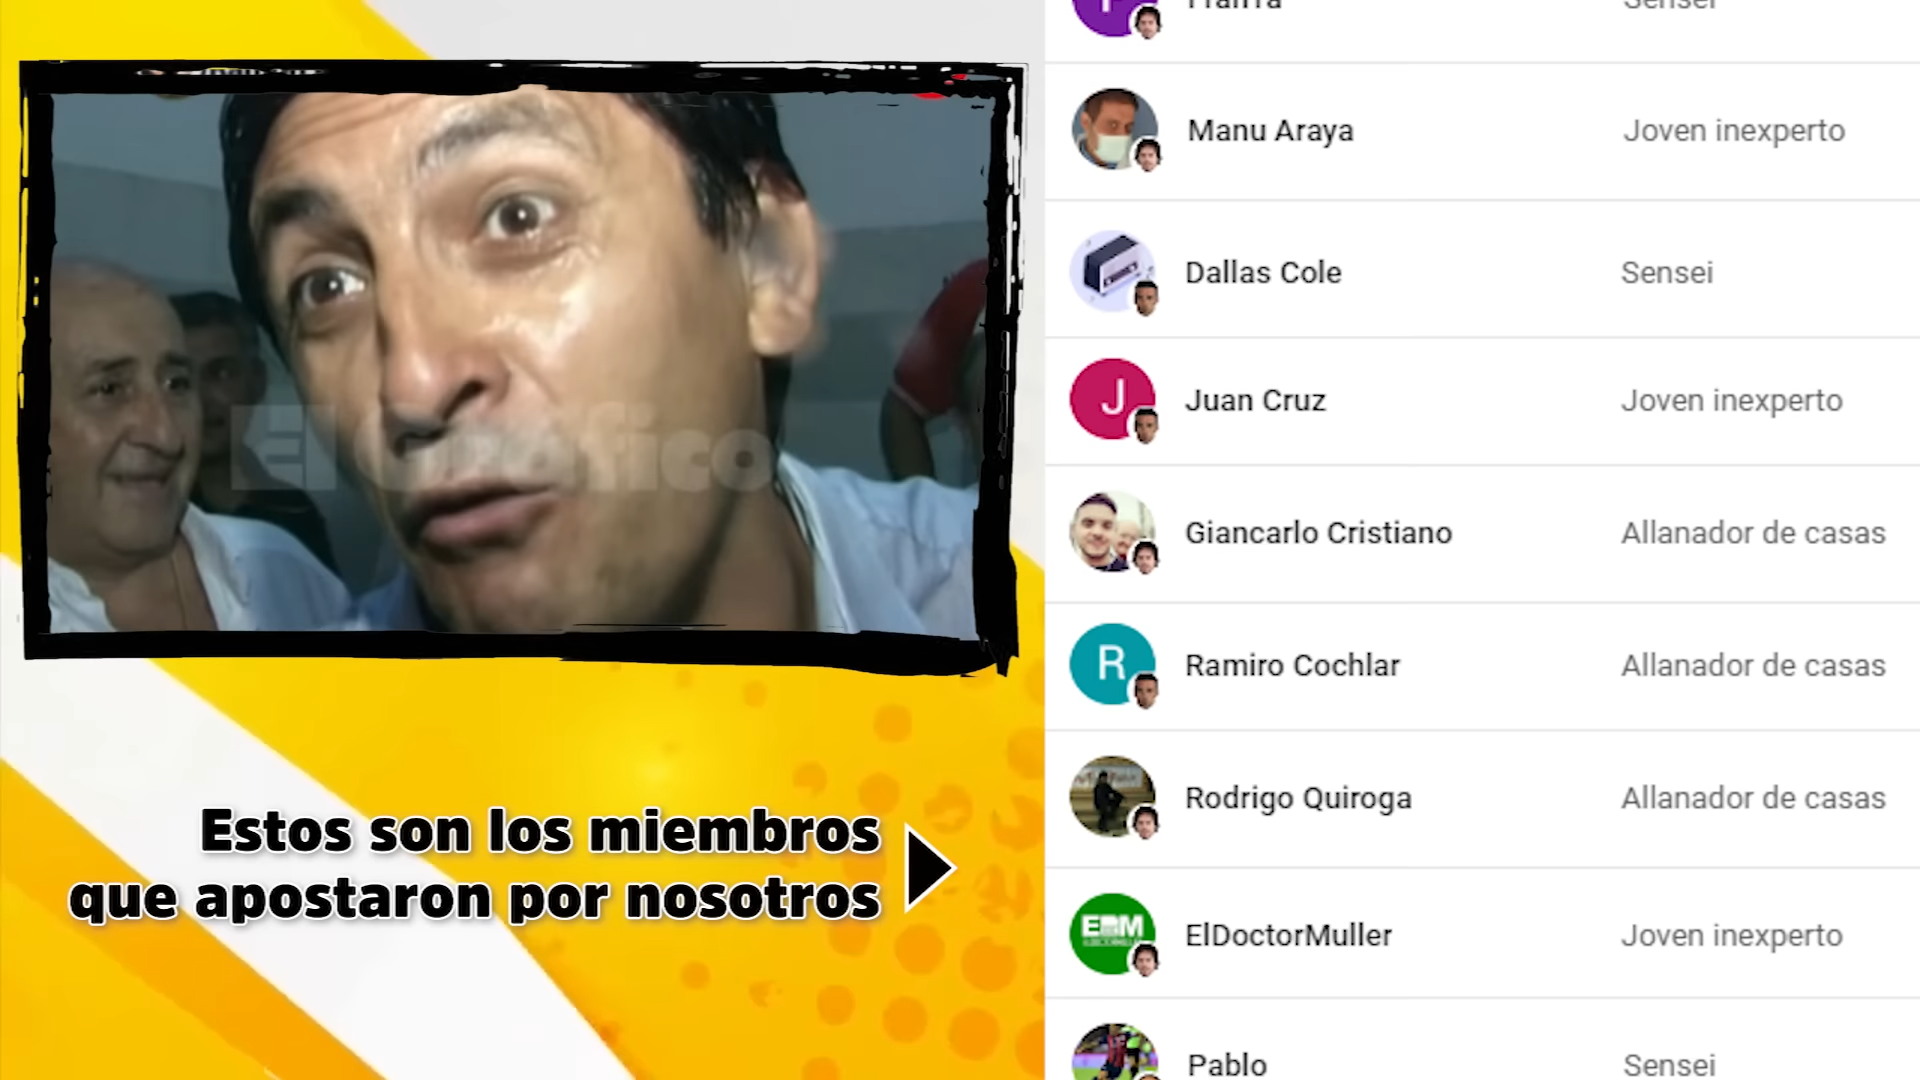 Estos son los miembros
que apostaron por nosotros
Sensei
Manu Araya Joven inexperto
Dallas Cole Sensei
J Juan Cruz Joven inexperto
Giancarlo Cristiano Allanador de casas
R Ramiro Cochlar Allanador de casas
Rodrigo Quiroga Allanador de casas
ElDoctorMuller Joven inexperto
Pablo Sensei